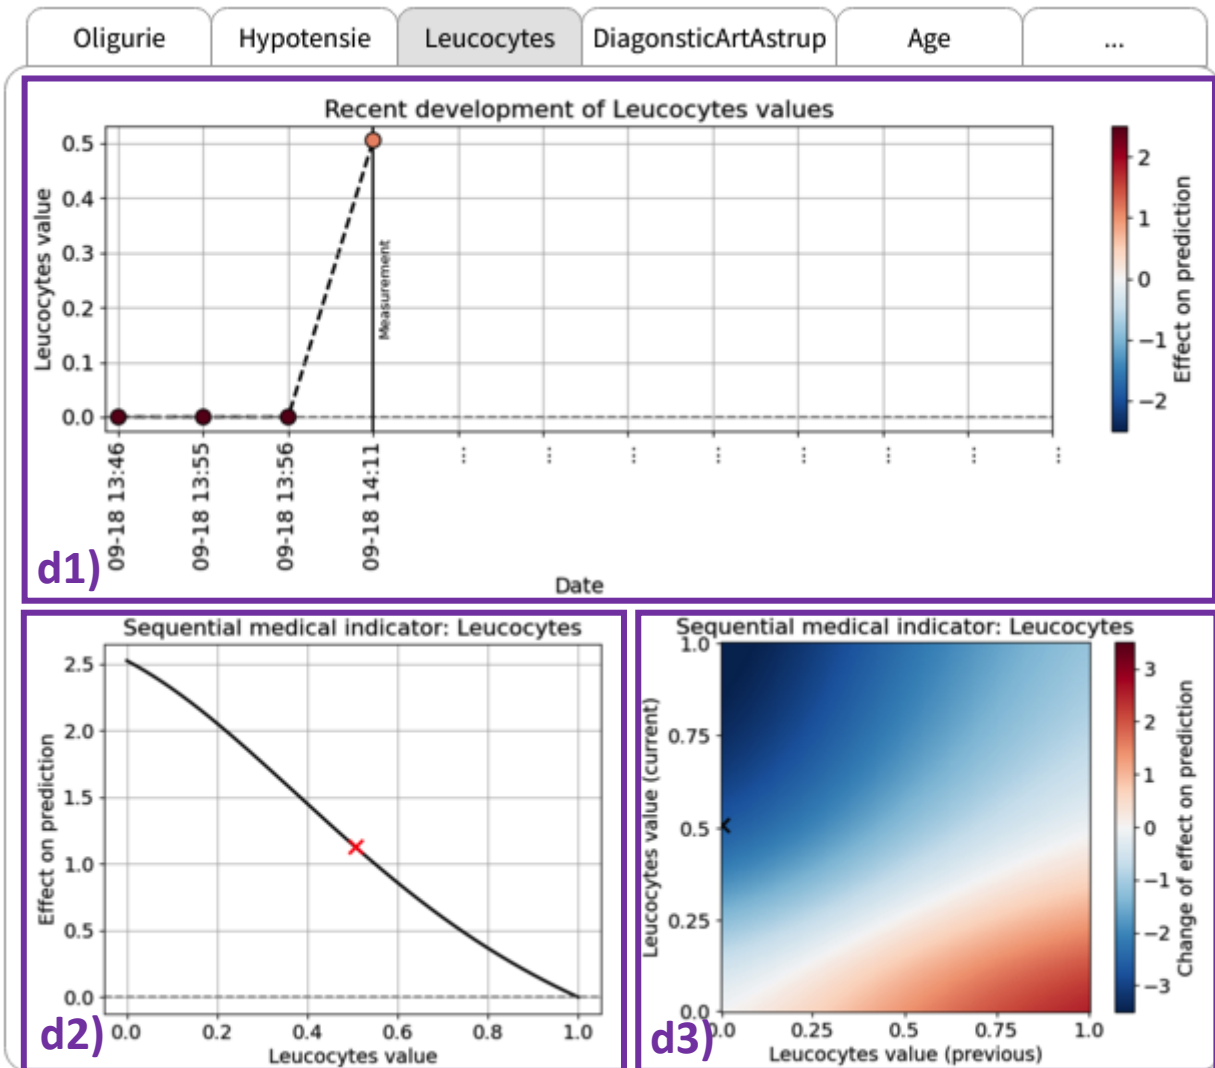 Oligurie
Hypotensie
Leucocytes
DiagonsticArtAstrup
Age
...
Recent development of Leucocytes values
Leucocytes value
0.5
0.4
0.3
0.2
0.1
0.0
Measurement
09-18 13:46
09-18 13:55
09-18 13:56
09-18 14:11
...
...
...
...
...
...
...
...
Date
2
1
0
−1
−2
Effect on prediction
d1)
Sequential medical indicator: Leucocytes
Effect on prediction
2.5
2.0
1.5
1.0
0.5
0.0
0.0
0.2
0.4
0.6
0.8
1.0
Leucocytes value
d2)
Sequential medical indicator: Leucocytes
Leucocytes value (current)
1.0
0.75
0.5
0.25
0.0
0.0
0.25
0.5
0.75
1.0
Leucocytes value (previous)
3
2
1
0
−1
−2
−3
Change of effect on prediction
d3)